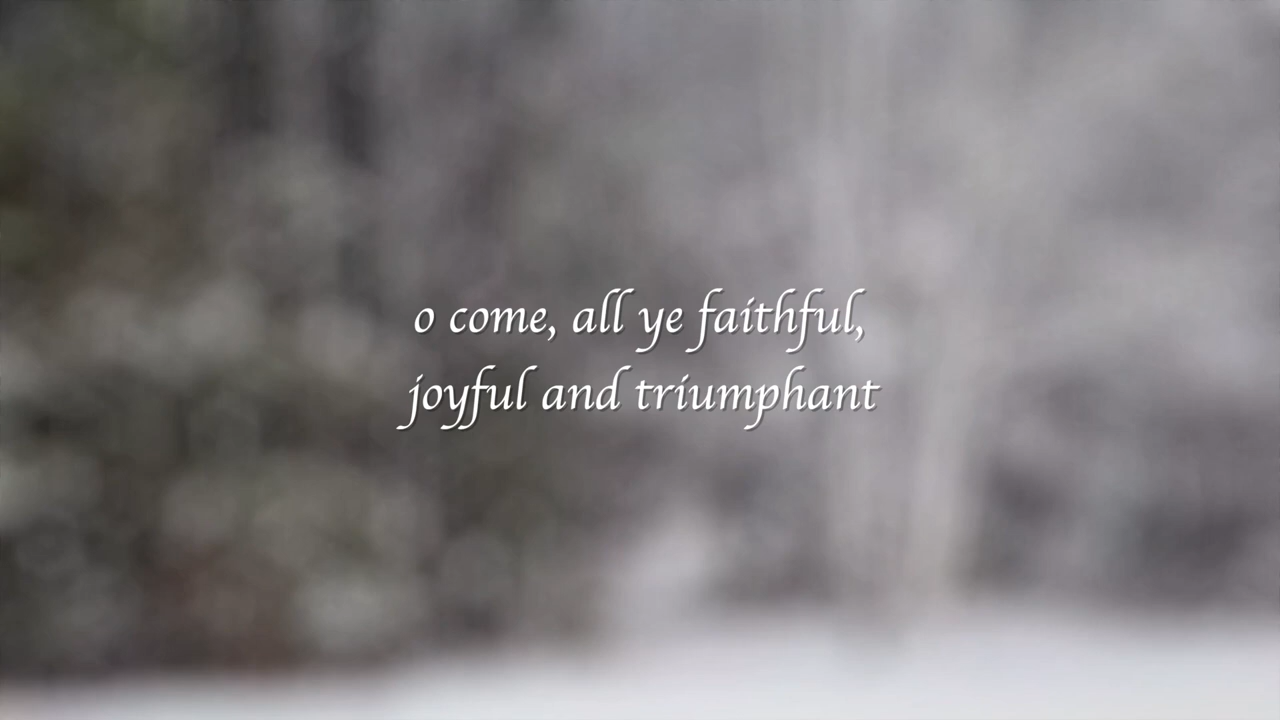 o come, all ye faithful,
joyful and triumphant